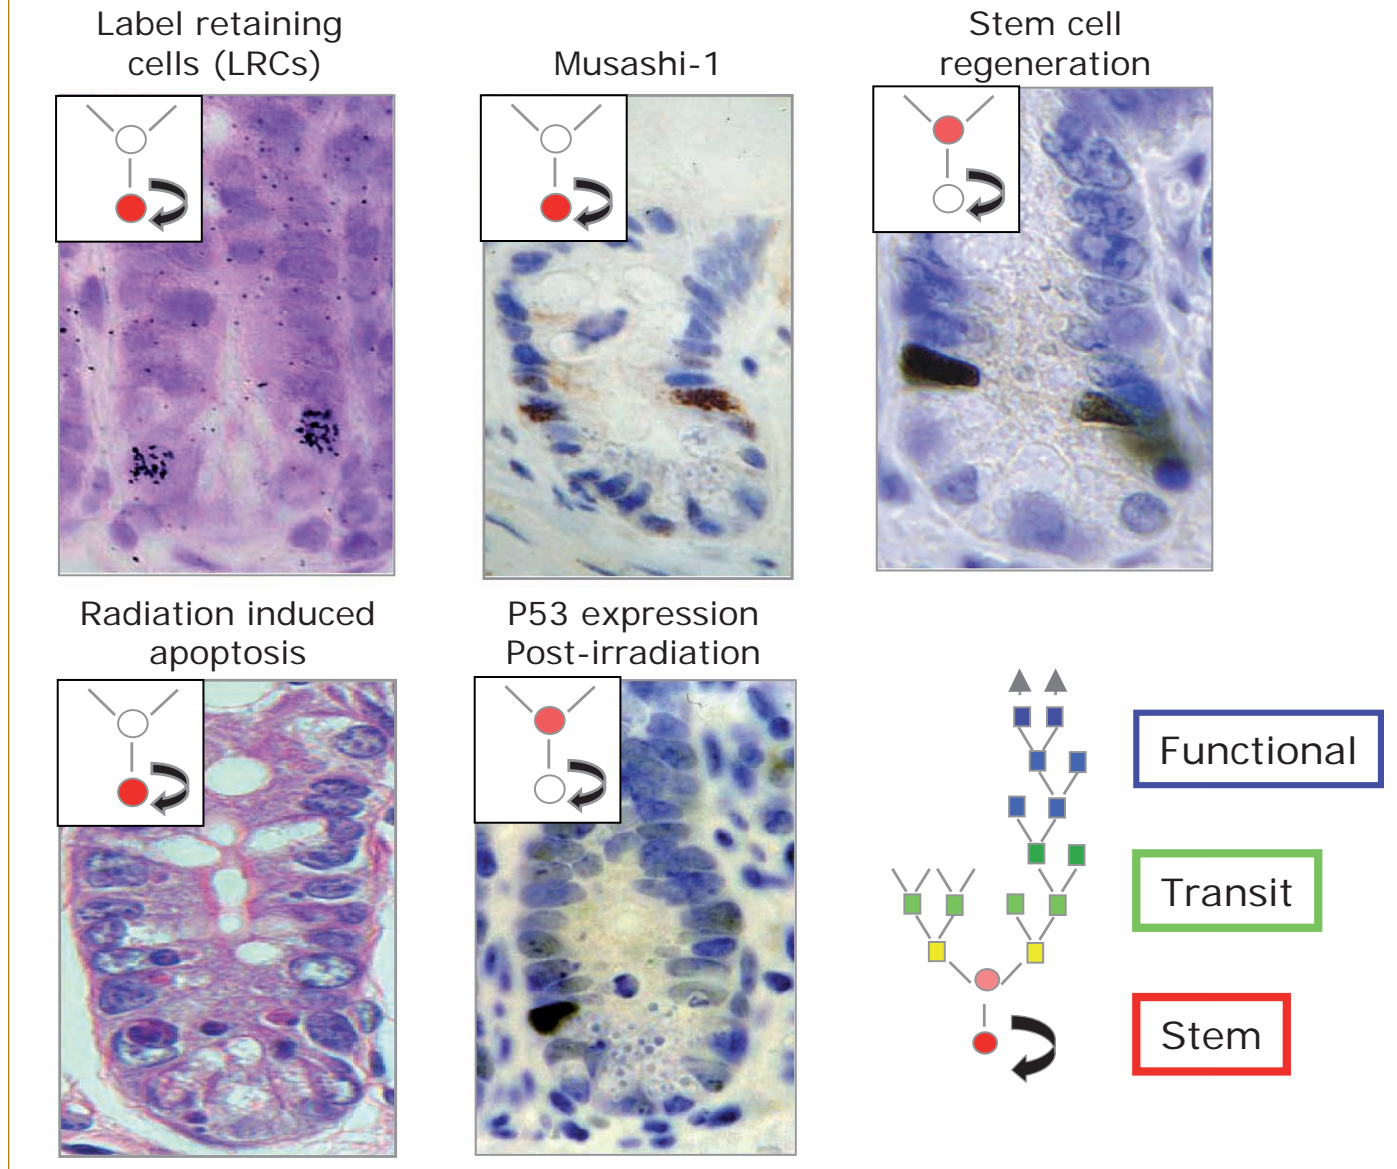 Label retaining
cells (LRCs)
Musashi-1
Stem cell
regeneration
Radiation induced
apoptosis
P53 expression
Post-irradiation
Functional
Transit
Stem